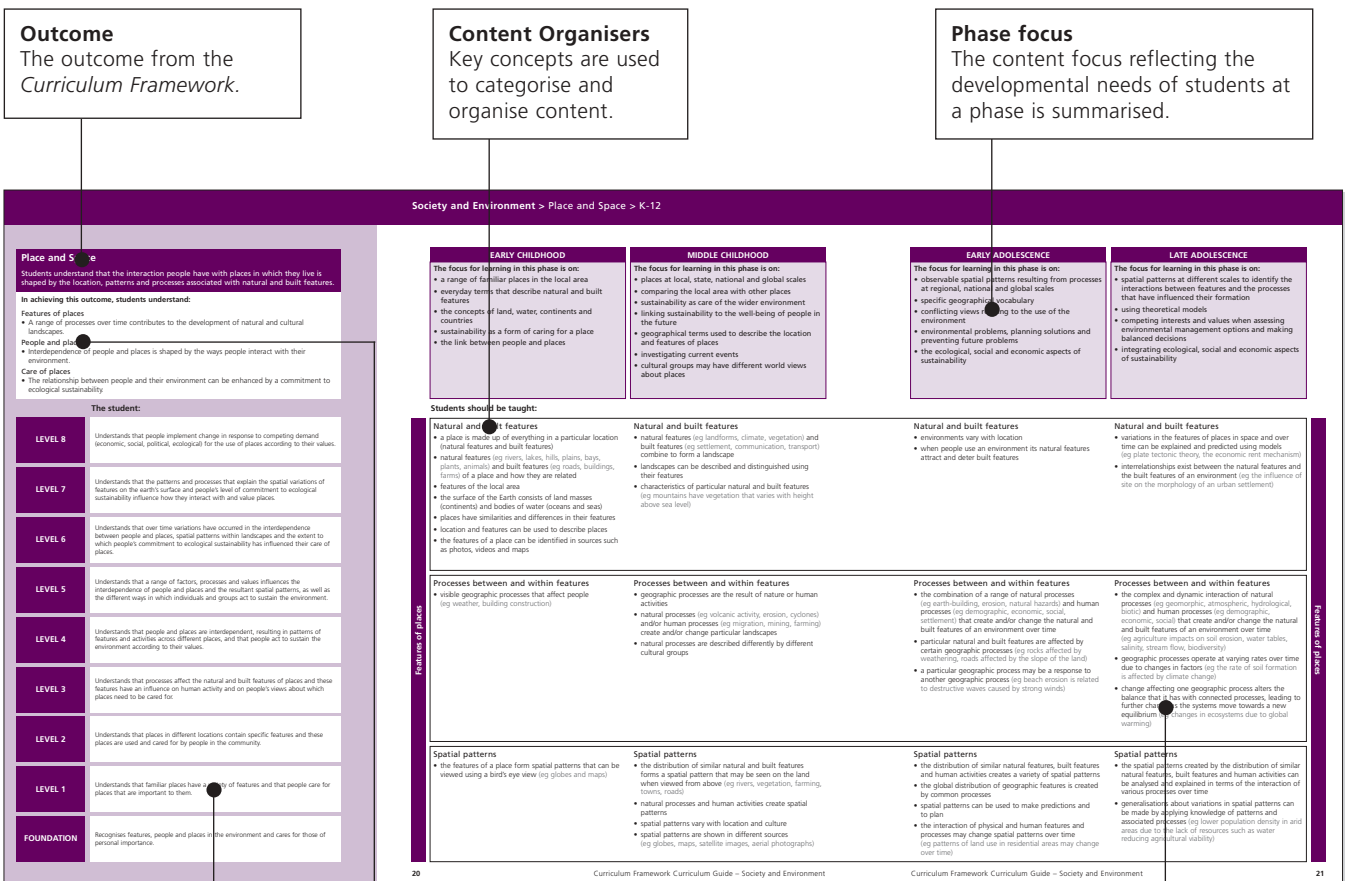 Outcome
The outcome from the
Curriculum Framework.
Content Organisers
Key concepts are used
to categorise and
organise content.
Phase focus
The content focus reflecting the
developmental needs of students at
a phase is summarised.
Society and Environment > Place and Space > K-12
Place and S ce
Students understand that the interaction people have with places in which they live is
shaped by the location, patterns and processes associated with natural and built features.
In achieving this outcome, students understand:
Features of places
• A range of processes over time contributes to the development of natural and cultural
landscapes.
People and plac
• Interdependence of people and places is shaped by the ways people interact with their
environment.
Care of places
• The relationship between people and their environment can be enhanced by a commitment to
ecological sustainability.
The student:
LEVEL 8
Understands that people implement change in response to competing demand
(economic, social, political, ecological) for the use of places according to their values.
LEVEL 7
Understands that the patterns and processes that explain the spatial variations of
features on the earth's surface and people's level of commitment to ecological
sustainability influence how they interact with and value places.
LEVEL 6
Understands that over time variations have occurred in the interdependence
between people and places, spatial patterns within landscapes and the extent to
which people's commitment to ecological sustainability has influenced their care of
places.
LEVEL 5
Understands that a range of factors, processes and values influences the
interdependence of people and places and the resultant spatial patterns, as well as
the different ways in which individuals and groups act to sustain the environment.
LEVEL 4
Understands that people and places are interdependent, resulting in patterns of
features and activities across different places, and that people act to sustain the
environment according to their values.
LEVEL 3
Understands that processes affect the natural and built features of places and these
features have an influence on human activity and on people's views about which
places need to be cared for.
LEVEL 2
Understands that places in different locations contain specific features and these
places are used and cared for by people in the community.
LEVEL 1
Understands that familiar places have a ty of features and that people care for
places that are important to them.
FOUNDATION
Recognises features, people and places in the environment and cares for those of
personal importance.
EARLY CHILDHOOD
The focus for learning in this phase is on:
• a range of familiar places in the local area
• everyday terms that describe natural and built
features
• the concepts of land, water, continents and
countries
• sustainability as a form of caring for a place
• the link between people and places
MIDDLE CHILDHOOD
The focus for learning in this phase is on:
• places at local, state, national and global scales
• comparing the local area with other places
• sustainability as care of the wider environment
• linking sustainability to the well-being of people in
the future
• geographical terms used to describe the location
and features of places
• investigating current events
• cultural groups may have different world views
about places
EARLY ADOLESCENCE
The focus for learning in this phase is on:
• observable spatial patterns resulting from processes
at regional, national and global scales
• specific geographical vocabulary
• conflicting views r ng to the use of the
environment
• environmental problems, planning solutions and
preventing future problems
• the ecological, social and economic aspects of
sustainability
LATE ADOLESCENCE
The focus for learning in this phase is on:
• spatial patterns at different scales to identify the
interactions between features and the processes
that have influenced their formation
• using theoretical models
• competing interests and values when assessing
environmental management options and making
balanced decisions
• integrating ecological, social and economic aspects
of sustainability
Students should be taught:
Features of places
Natural and b t features
• a place is made up of everything in a particular location
(natural features and built features)
• natural features (eg rivers, lakes, hills, plains, bays,
plants, animals) and built features (eg roads, buildings,
farms) of a place and how they are related
• features of the local area
• the surface of the Earth consists of land masses
(continents) and bodies of water (oceans and seas)
• places have similarities and differences in their features
• location and features can be used to describe places
• the features of a place can be identified in sources such
as photos, videos and maps
Natural and built features
• natural features (eg landforms, climate, vegetation) and
built features (eg settlement, communication, transport)
combine to form a landscape
• landscapes can be described and distinguished using
their features
• characteristics of particular natural and built features
(eg mountains have vegetation that varies with height
above sea level)
Natural and built features
• environments vary with location
• when people use an environment its natural features
attract and deter built features
Natural and built features
• variations in the features of places in space and over
time can be explained and predicted using models
(eg plate tectonic theory, the economic rent mechanism)
• interrelationships exist between the natural features and
the built features of an environment (eg the influence of
site on the morphology of an urban settlement)
Processes between and within features
• visible geographic processes that affect people
(eg weather, building construction)
Processes between and within features
• geographic processes are the result of nature or human
activities
• natural processes (eg volcanic activity, erosion, cyclones)
and/or human processes (eg migration, mining, farming)
create and/or change particular landscapes
• natural processes are described differently by different
cultural groups
Processes between and within features
• the combination of a range of natural processes
(eg earth-building, erosion, natural hazards) and human
processes (eg demographic, economic, social,
settlement) that create and/or change the natural and
built features of an environment over time
• particular natural and built features are affected by
certain geographic processes (eg rocks affected by
weathering, roads affected by the slope of the land)
• a particular geographic process may be a response to
another geographic process (eg beach erosion is related
to destructive waves caused by strong winds)
Processes between and within features
• the complex and dynamic interaction of natural
processes (eg geomorphic, atmospheric, hydrological,
biotic) and human processes (eg demographic,
economic, social) that create and/or change the natural
and built features of an environment over time
(eg agriculture impacts on soil erosion, water tables,
salinity, stream flow, biodiversity)
• geographic processes operate at varying rates over time
due to changes in factors (eg the rate of soil formation
is affected by climate change)
• change affecting one geographic process alters the
balance that it has with connected processes, leading to
further cha s the systems move towards a new
equilibrium ( changes in ecosystems due to global
warming)
Spatial patterns
• the features of a place form spatial patterns that can be
viewed using a bird's eye view (eg globes and maps)
Spatial patterns
• the distribution of similar natural and built features
forms a spatial pattern that may be seen on the land
when viewed from above (eg rivers, vegetation, farming,
towns, roads)
• natural processes and human activities create spatial
patterns
• spatial patterns vary with location and culture
• spatial patterns are shown in different sources
(eg globes, maps, satellite images, aerial photographs)
Spatial patterns
• the distribution of similar natural features, built features
and human activities creates a variety of spatial patterns
• the global distribution of geographic features is created
by common processes
• spatial patterns can be used to make predictions and
to plan
• the interaction of physical and human features and
processes may change spatial patterns over time
(eg patterns of land use in residential areas may change
over time)
Spatial patterns
• the spatial patterns created by the distribution of similar
natural features, built features and human activities can
be analysed and explained in terms of the interaction of
various processes over time
• generalisations about variations in spatial patterns can
be made by applying knowledge of patterns and
associated processes (eg lower population density in and
areas due to the lack of resources such as water
reducing agricultural viability)
Features of places
20
Curriculum Framework Curriculum Guide – Society and Environment
Curriculum Framework Curriculum Guide – Society and Environment
21